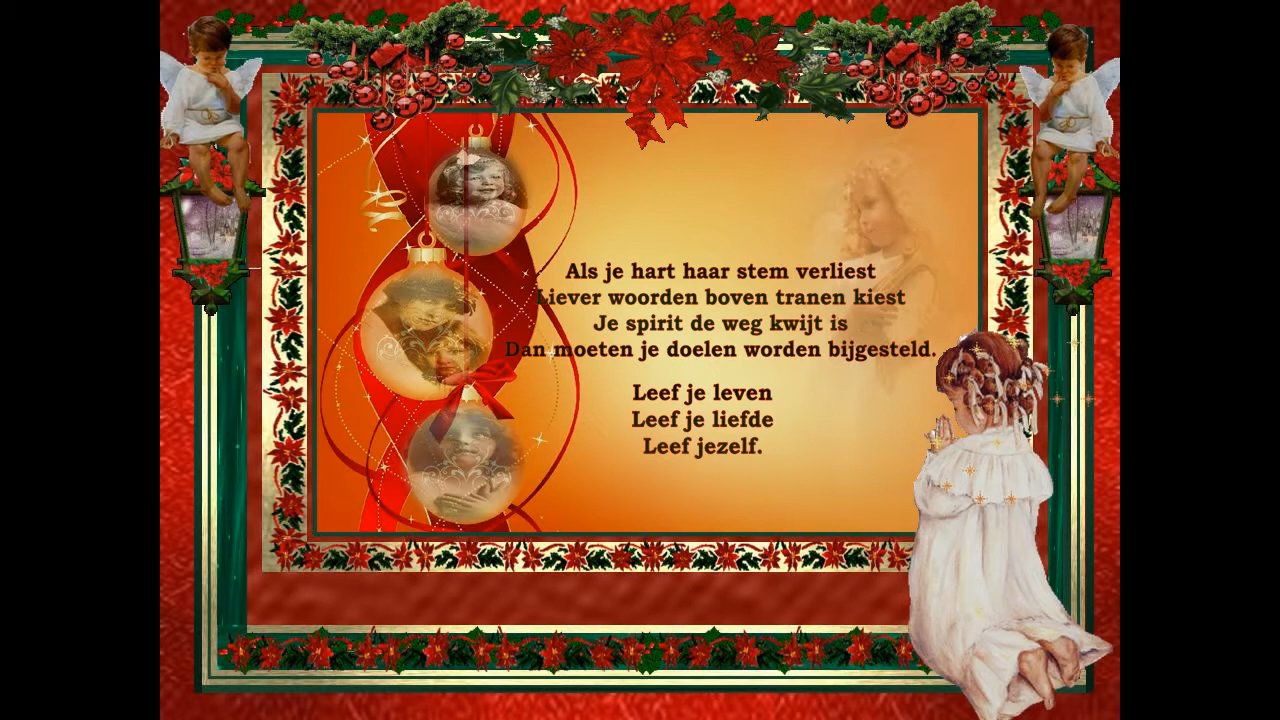 Als je hart haar stem verliest
Liever woorden boven tranen kiest
Je spirit de weg kwijt is
Dan moeten je doelen worden bijgesteld.
Leef je leven
Leef je liefde
Leef jezelf.